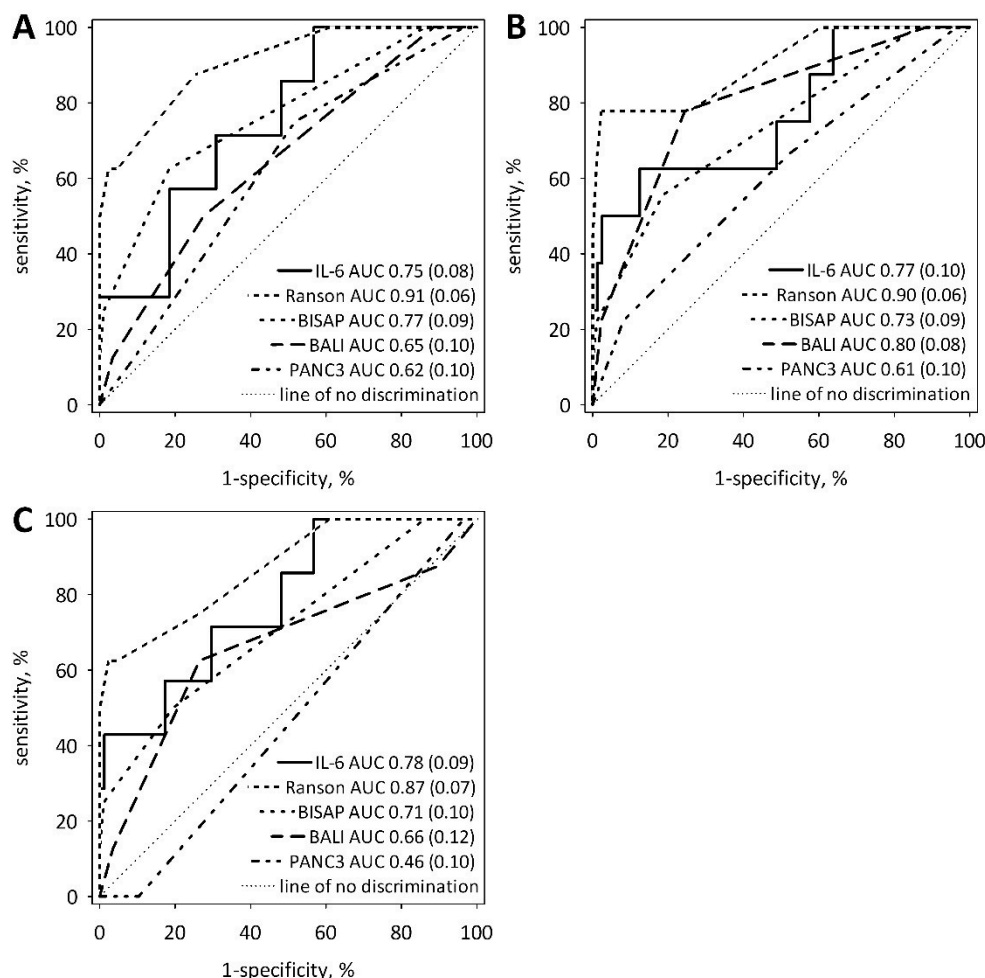 A
100
80
60
40
20
0
sensitivity, %
IL-6 AUC 0.75 (0.08)
Ranson AUC 0.91 (0.06)
BISAP AUC 0.77 (0.09)
BALI AUC 0.65 (0.10)
PANC3 AUC 0.62 (0.10)
line of no discrimination
0 20 40 60 80 100
1-specificity, %
B
100
80
60
40
20
0
sensitivity, %
IL-6 AUC 0.77 (0.10)
Ranson AUC 0.90 (0.06)
BISAP AUC 0.73 (0.09)
BALI AUC 0.80 (0.08)
PANC3 AUC 0.61 (0.10)
line of no discrimination
0 20 40 60 80 100
1-specificity, %
C
100
80
60
40
20
0
sensitivity, %
IL-6 AUC 0.78 (0.09)
Ranson AUC 0.87 (0.07)
BISAP AUC 0.71 (0.10)
BALI AUC 0.66 (0.12)
PANC3 AUC 0.46 (0.10)
line of no discrimination
0 20 40 60 80 100
1-specificity, %